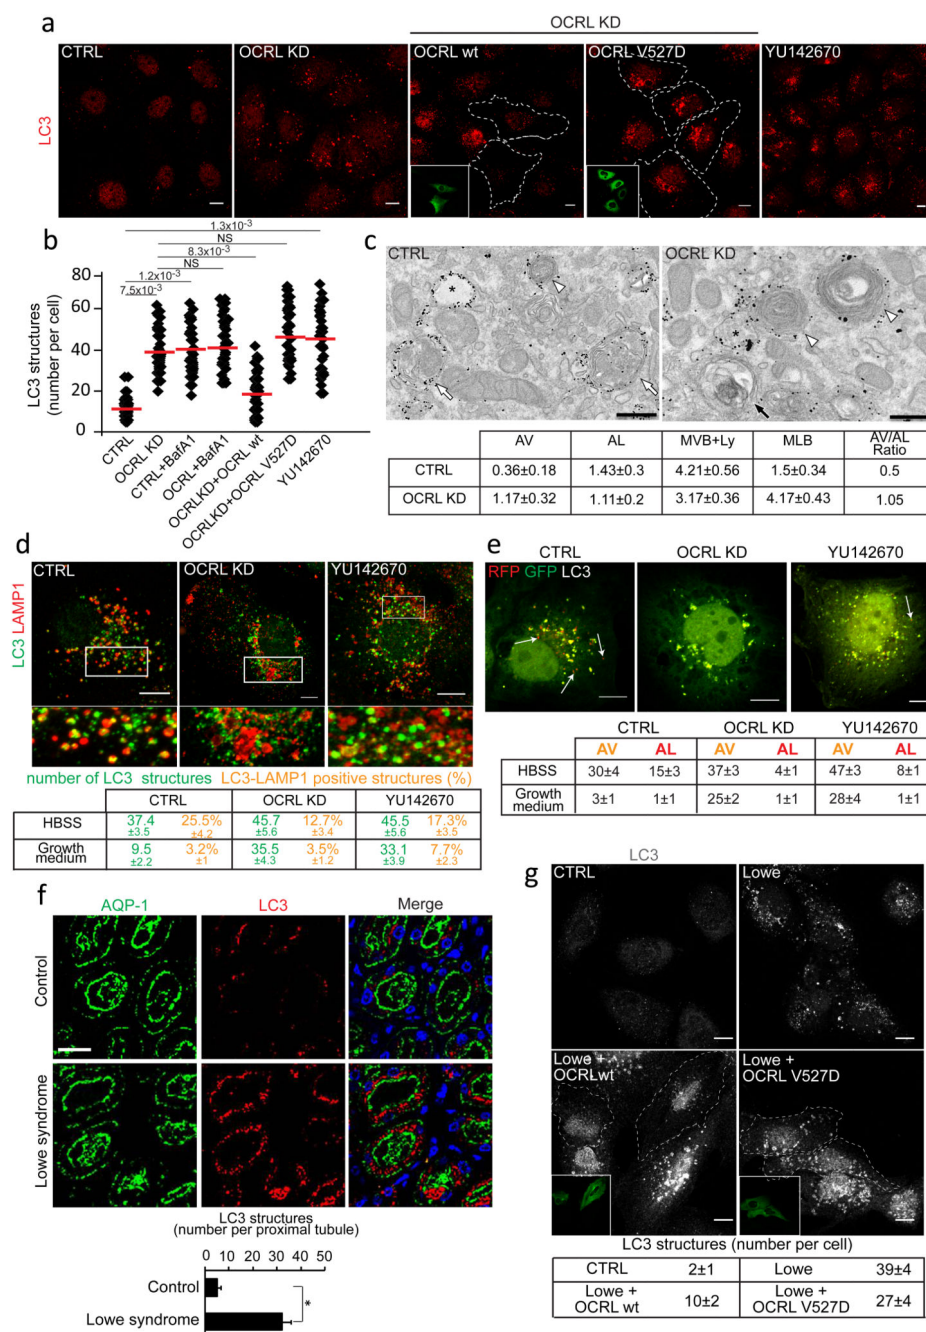 a
OCRL KD
CTRL
OCRL KD
OCRL wt
OCRL V527D
YU142670
LC3
b
1.3x10-3
NS
8.3x10-3
NS
1.2x10-3
7.5x10-3
80
60
40
20
0
LC3 structures
(number per cell)
CTRL
OCRL KD
CTRL+BafA1
OCRL+BafA1
OCRLKD+OCRL wt
OCRLKD+OCRL V527D
YU142670
c
CTRL
OCRL KD
*
*
AV AL MVB+Ly MLB AV/AL Ratio
CTRL 0.36±0.18 1.43±0.3 4.21±0.56 1.5±0.34 0.5
OCRL KD 1.17±0.32 1.11±0.2 3.17±0.36 4.17±0.43 1.05
d
CTRL
OCRL KD
YU142670
LC3 LAMP1
number of LC3 structures LC3-LAMP1 positive structures (%)
CTRL OCRL KD YU142670
HBSS 37.4 ±3.5 25.5% ±4.2 45.7 ±5.6 12.7% ±3.4 45.5 ±5.6 17.3% ±3.5
Growth medium 9.5 ±2.2 3.2% ±1 35.5 ±4.3 3.5% ±1.2 33.1 ±3.9 7.7% ±2.3
e
CTRL OCRL KD YU142670
RFP GFP LC3
CTRL OCRL KD YU142670
AV AL AV AL AV AL
HBSS 30±4 15±3 37±3 4±1 47±3 8±1
Growth medium 3±1 1±1 25±2 1±1 28±4 1±1
f
AQP-1 LC3 Merge
Control
Lowe syndrome
LC3 structures
(number per proximal tubule)
0 10 20 30 40 50
Control
Lowe syndrome
*
g
LC3
CTRL
Lowe
Lowe +
OCRL wt
Lowe +
OCRL V527D
LC3 structures (number per cell)
CTRL 2±1 Lowe 39±4
Lowe + OCRL wt 10±2 Lowe + OCRL V527D 27±4